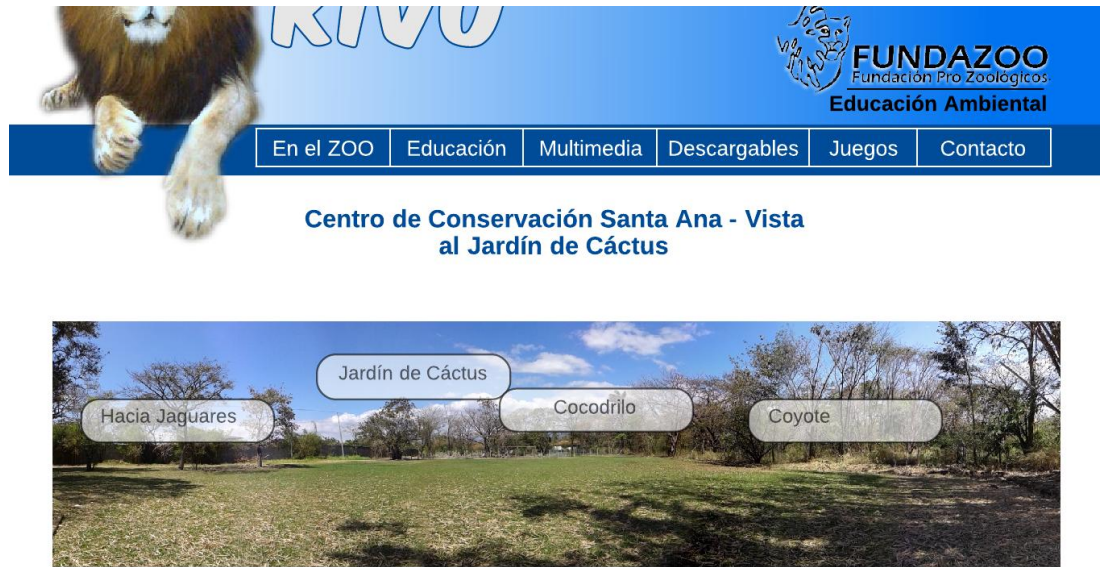 KIVÚ
FUNDAZOO
Fundación Pro Zoológicos
Educación Ambiental
En el ZOO
Educación
Multimedia
Descargables
Juegos
Contacto
Centro de Conservación Santa Ana - Vista
al Jardín de Cáctus
Jardín de Cáctus
Hacia Jaguares
Cocodrilo
Coyote